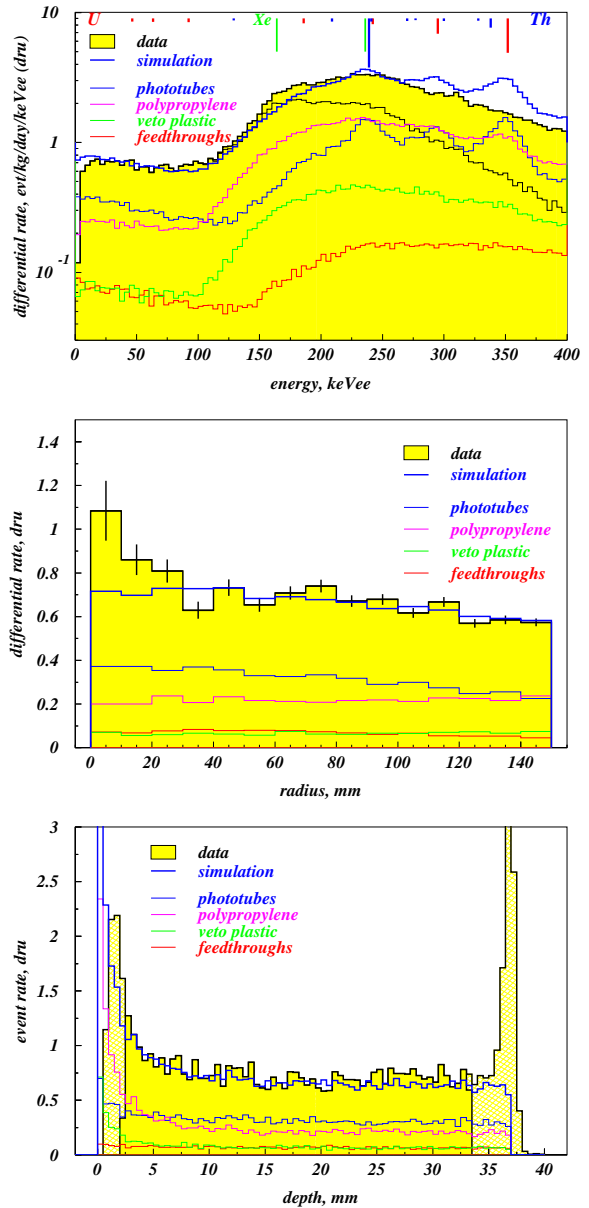 differential rate, evt/kg/day/keVee (dru)
10
1
10 -1
U
Xe
Th
data
simulation
phototubes
polypropylene
veto plastic
feedthroughs
0 50 100 150 200 250 300 350 400
energy, keVee
differential rate, dru
1.4
1.2
1
0.8
0.6
0.4
0.2
0
data
simulation
phototubes
polypropylene
veto plastic
feedthroughs
0 20 40 60 80 100 120 140
radius, mm
event rate, dru
3
2.5
2
1.5
1
0.5
0
data
simulation
phototubes
polypropylene
veto plastic
feedthroughs
0 5 10 15 20 25 30 35 40
depth, mm